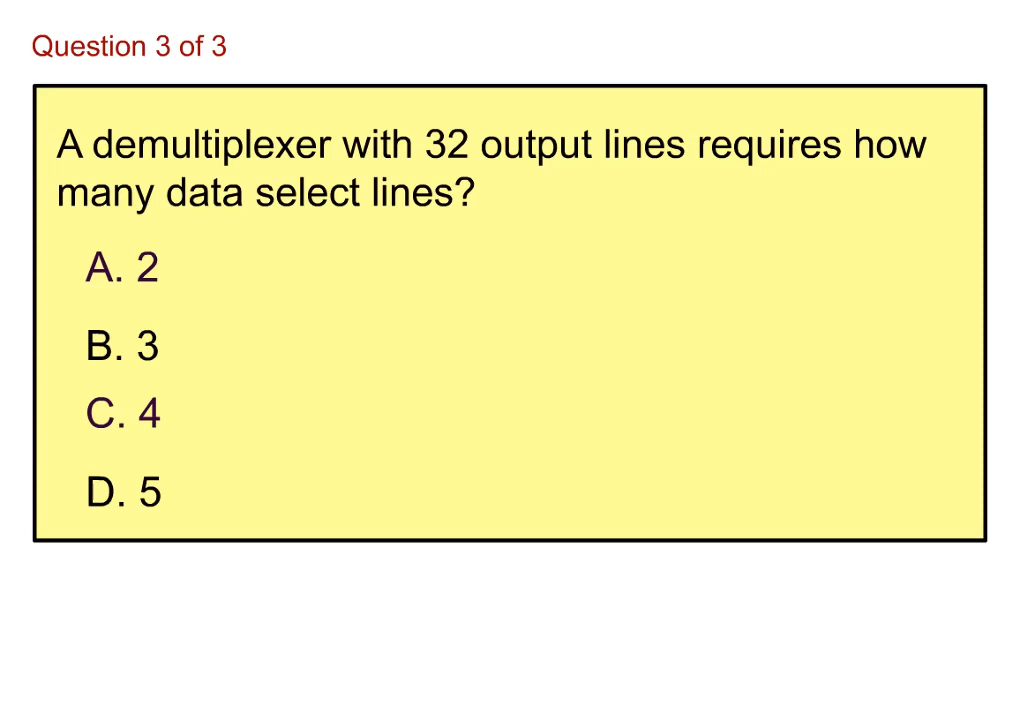 Question 3 of 3
A demultiplexer with 32 output lines requires how
many data select lines?
A. 2
B. 3
C. 4
D. 5